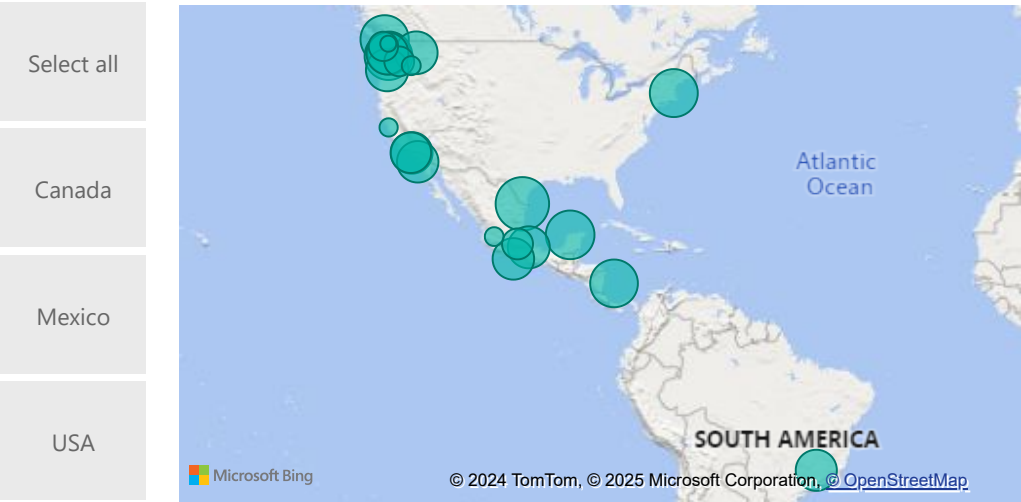 Select all
Canada
Mexico
USA
Atlantic
Ocean
SOUTH AMERICA
Microsoft Bing
© 2024 TomTom, © 2025 Microsoft Corporation, © OpenStreetMap